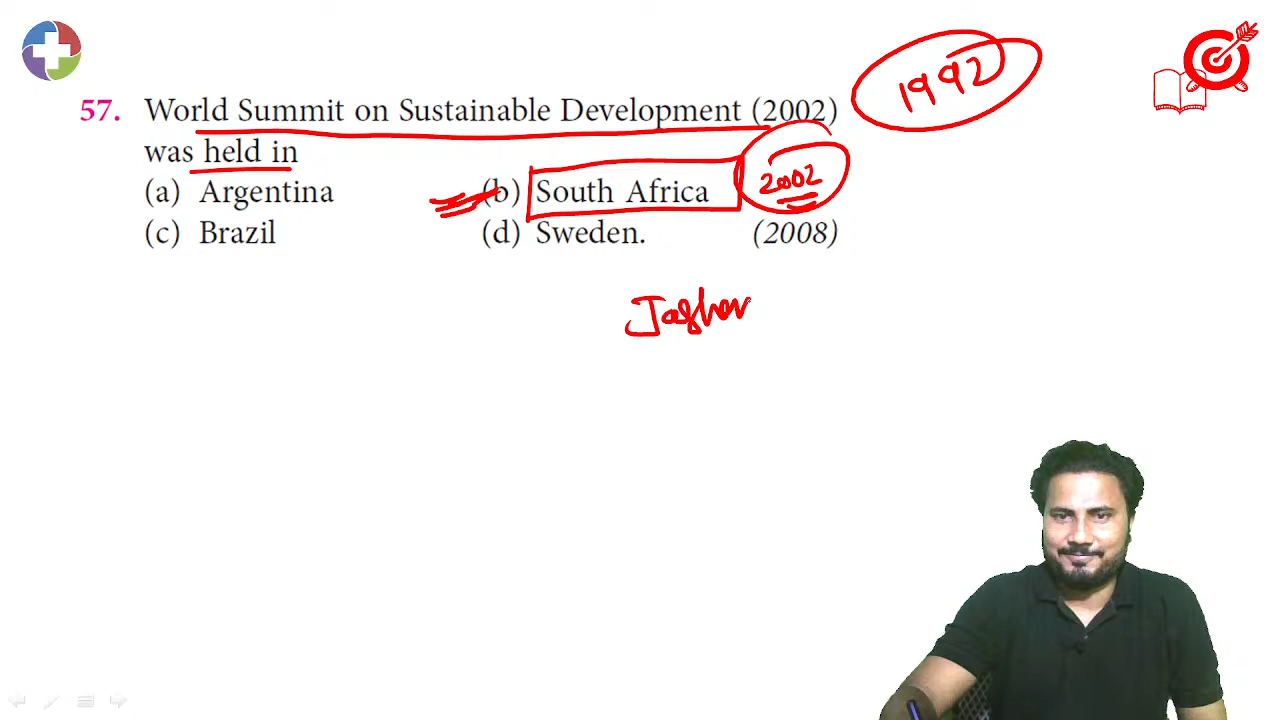 1992
57. World Summit on Sustainable Development (2002)
was held in
2002
(a) Argentina (b) South Africa
(c) Brazil (d) Sweden. (2008)